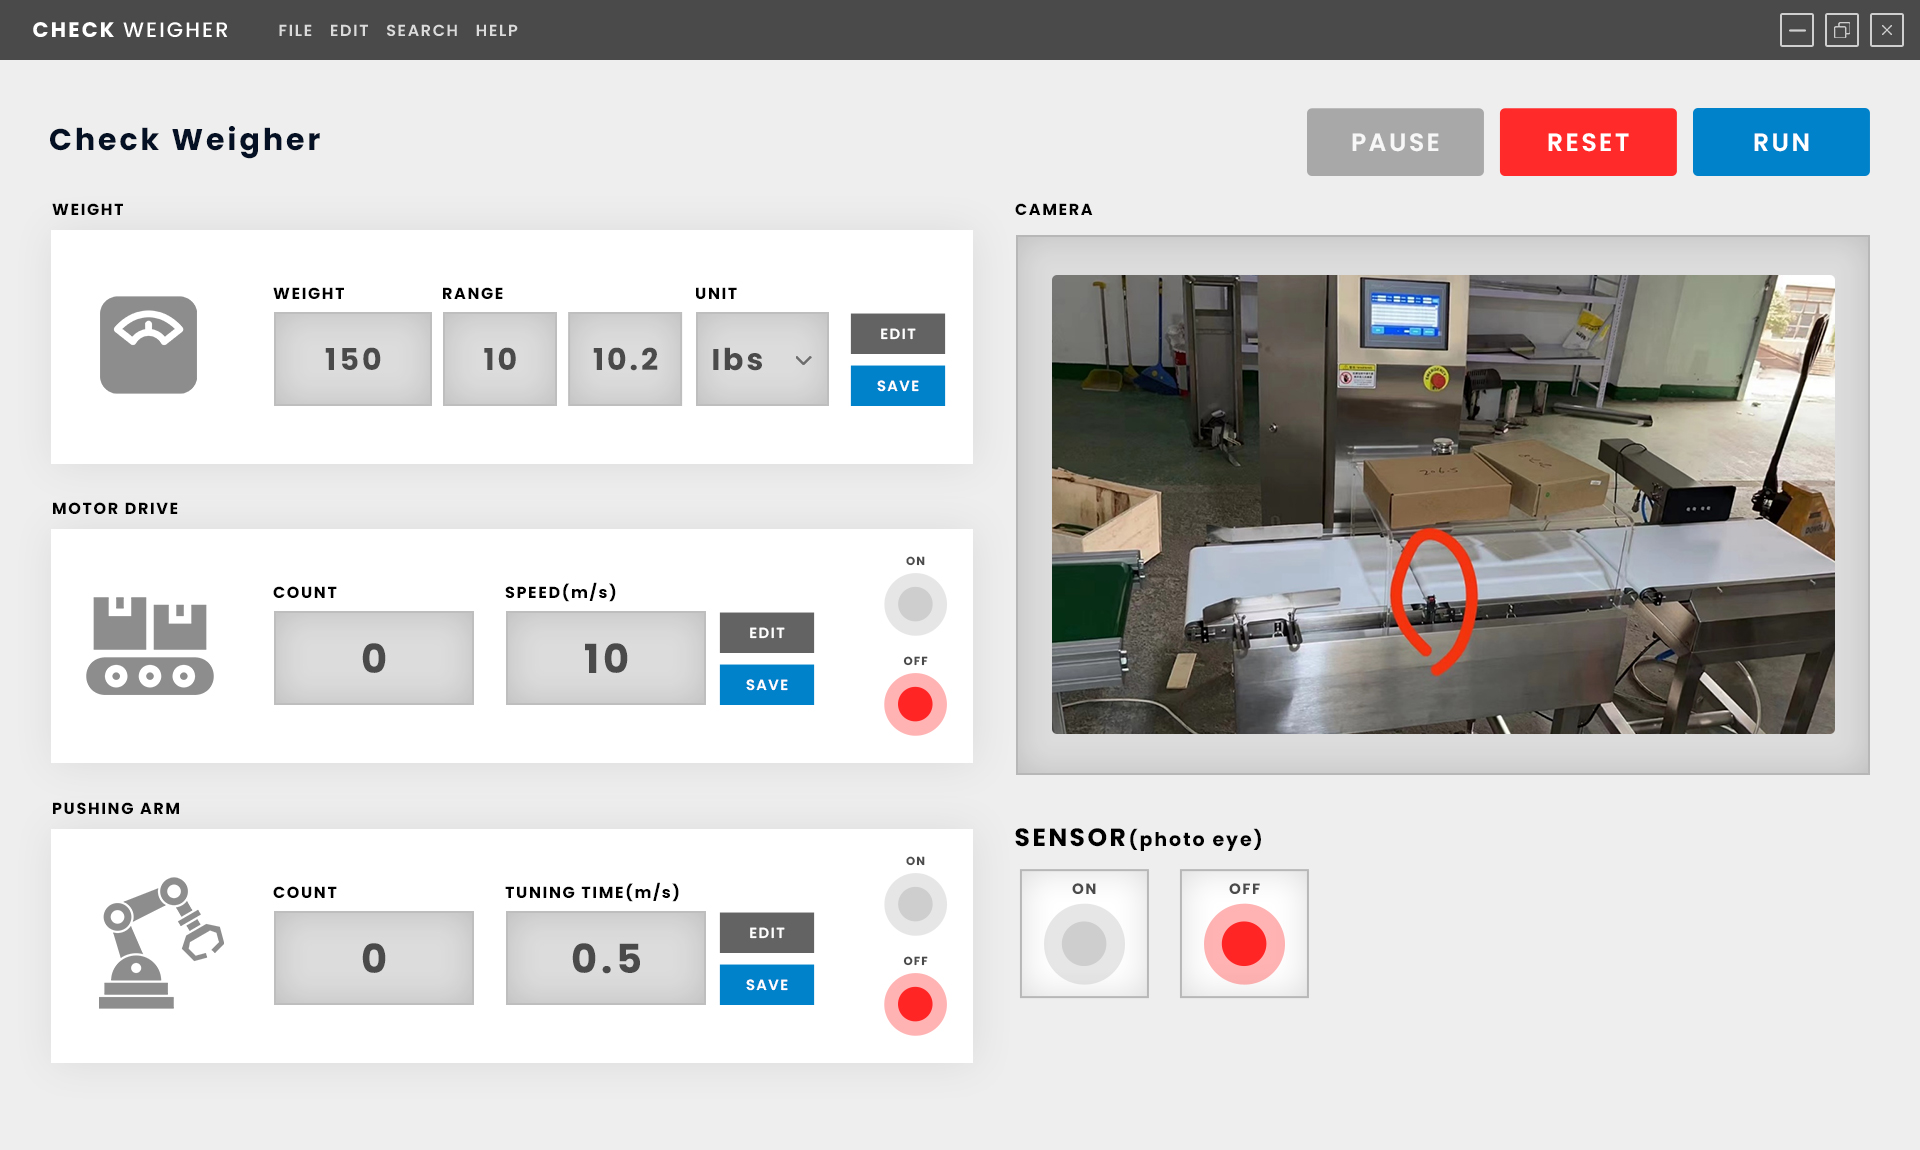 CHECK WEIGHER FILE EDIT SEARCH HELP
Check Weigher
PAUSE RESET RUN
WEIGHT
WEIGHT RANGE UNIT
150 10 10.2 lbs
EDIT
SAVE
MOTOR DRIVE
COUNT SPEED(m/s)
0 10
EDIT
SAVE
ON
OFF
PUSHING ARM
COUNT TUNING TIME(m/s)
0 0.5
EDIT
SAVE
ON
OFF
CAMERA
SENSOR(photo eye)
ON OFF